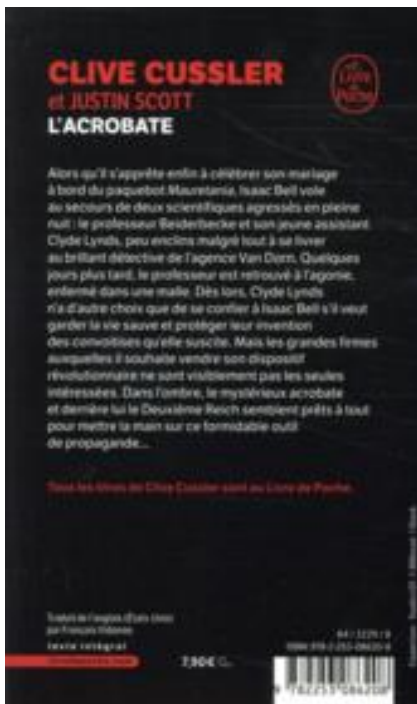 CLIVE CUSSLER
et JUSTIN SCOTT
L'ACROBATE
Le Livre de Poche
Alors qu'il s'apprête enfin à célébrer son mariage
à bord du paquebot Mauretania, Isaac Bell vole
au secours de deux scientifiques agressés en pleine
nuit : le professeur Beiderbecke et son jeune assistant
Clyde Lynds, peu enclins malgré tout à se livrer
au brillant détective de l'agence Van Dorn. Quelques
jours plus tard, le professeur est retrouvé à l'agonie,
enfermé dans une malle. Dès lors, Clyde Lynds
n'a d'autre choix que de se confier à Isaac Bell s'il veut
garder la vie sauve et protéger leur invention
des convoitises qu'elle suscite. Mais les grandes firmes
auxquelles il souhaite vendre son dispositif
révolutionnaire ne sont visiblement pas les seules
intéressées. Dans l'ombre, le mystérieux acrobate
et derrière lui le Deuxième Reich semblent prêts à tout
pour mettre la main sur ce formidable outil
de propagande...
Tous les livres de Clive Cussler sont au Livre de Poche.
Traduit de l'anglais (États-Unis)
par François Vidonne
texte intégral
7,90 €
9 782253 086208